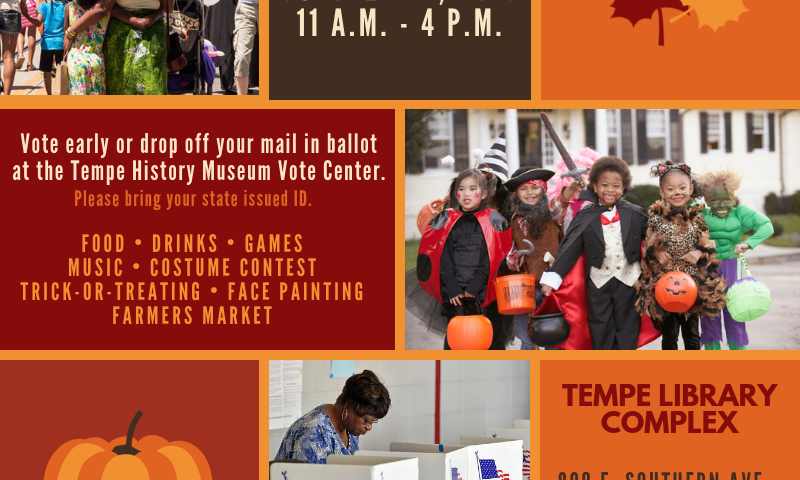 11 A.M. - 4 P.M.
Vote early or drop off your mail in ballot
at the Tempe History Museum Vote Center.
Please bring your state issued ID.
FOOD • DRINKS • GAMES
MUSIC • COSTUME CONTEST
TRICK-OR-TREATING • FACE PAINTING
FARMERS MARKET
TEMPE LIBRARY
COMPLEX
E. SOUTHERN AVE